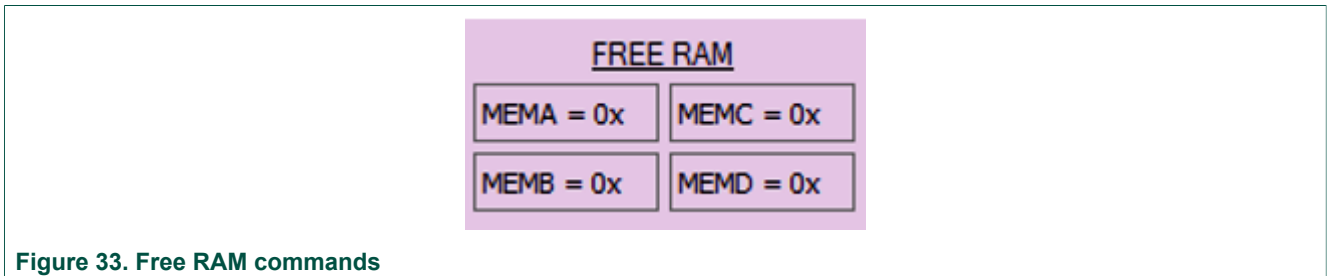 FREE RAM
MEMA = 0x MEMC = 0x
MEMB = 0x MEMD = 0x
Figure 33. Free RAM commands